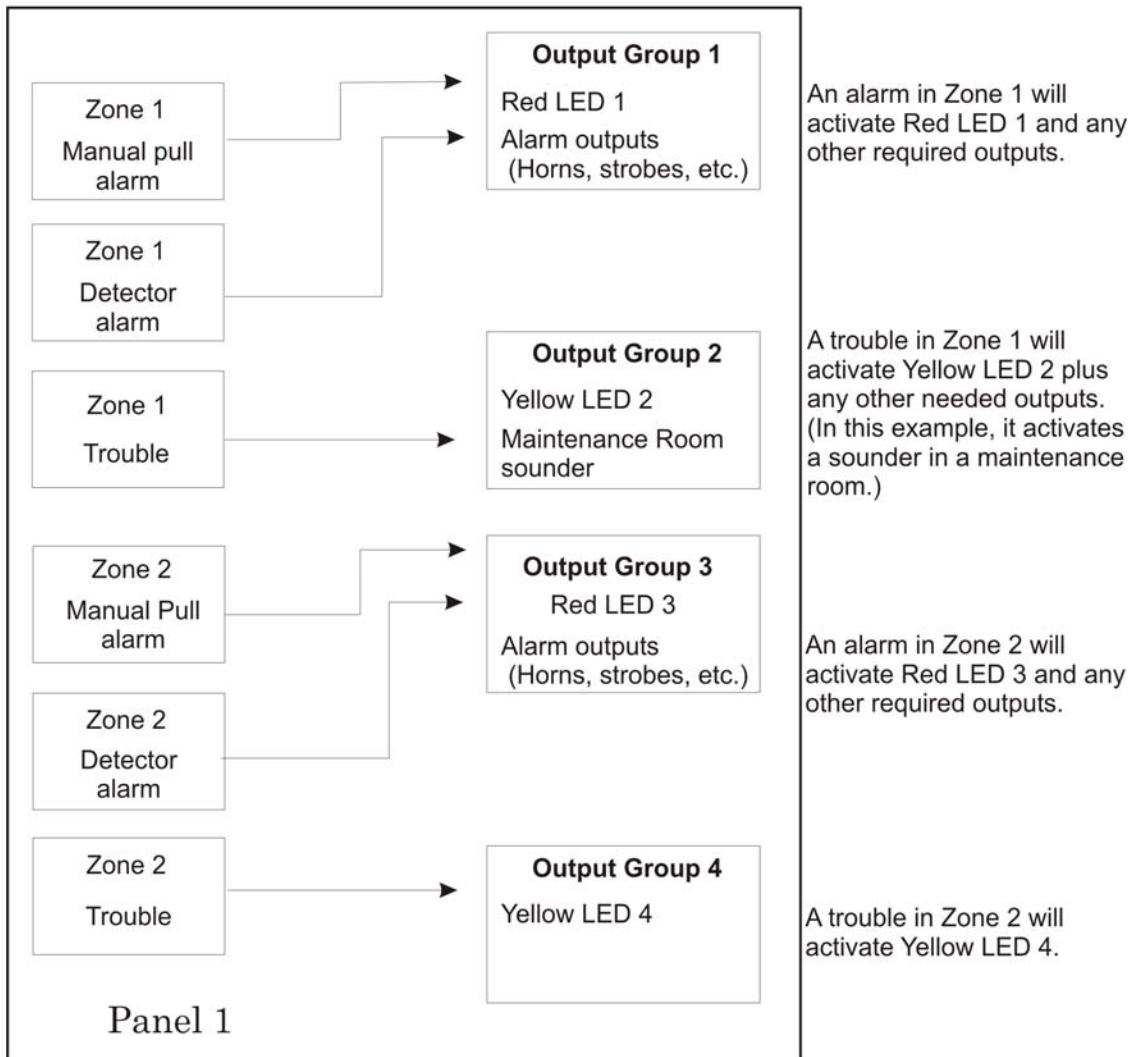 Zone 1
Manual pull
alarm
Zone 1
Detector
alarm
Zone 1
Trouble
Zone 2
Manual Pull
alarm
Zone 2
Detector
alarm
Zone 2
Trouble
Panel 1
Output Group 1
Red LED 1
Alarm outputs
(Horns, strobes, etc.)
Output Group 2
Yellow LED 2
Maintenance Room
sounder
Output Group 3
Red LED 3
Alarm outputs
(Horns, strobes, etc.)
Output Group 4
Yellow LED 4
An alarm in Zone 1 will
activate Red LED 1 and any
other required outputs.
A trouble in Zone 1 will
activate Yellow LED 2 plus
any other needed outputs.
(In this example, it activates
a sounder in a maintenance
room.)
An alarm in Zone 2 will
activate Red LED 3 and any
other required outputs.
A trouble in Zone 2 will
activate Yellow LED 4.